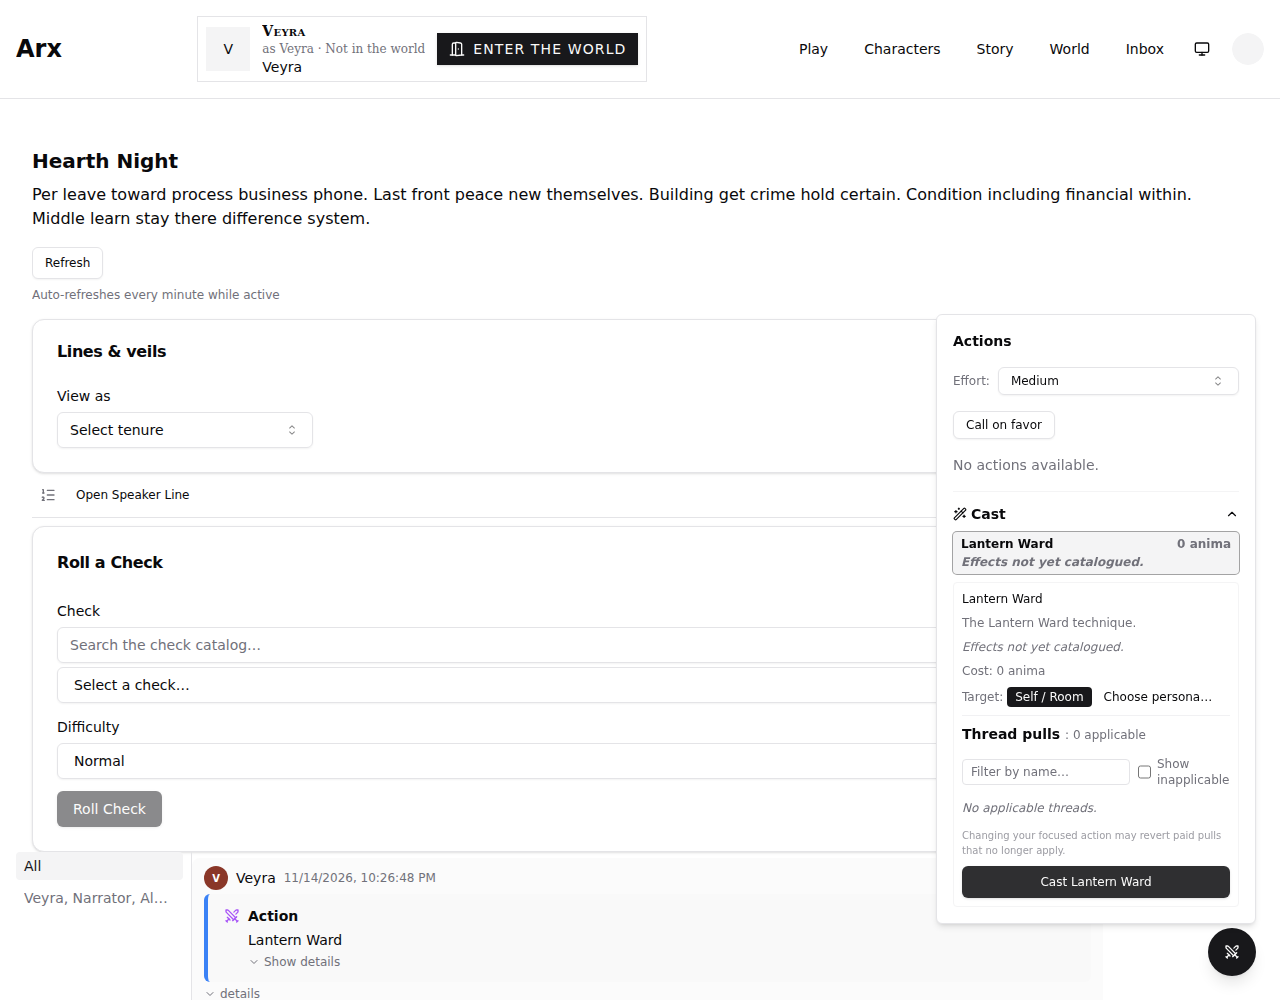 Arx
V
Veyra
as Veyra · Not in the world
Veyra
ENTER THE WORLD
Play
Characters
Story
World
Inbox
Hearth Night
Per leave toward process business phone. Last front peace new themselves. Building get crime hold certain. Condition including financial within.
Middle learn stay there difference system.
Refresh
Auto-refreshes every minute while active
Lines & veils
View as
Select tenure
Open Speaker Line
Roll a Check
Check
Search the check catalog...
Select a check...
Difficulty
Normal
Roll Check
All
Veyra, Narrator, Al...
V
Veyra
11/14/2026, 10:26:48 PM
Action
Lantern Ward
Show details
details
Actions
Effort:
Medium
Call on favor
No actions available.
Cast
Lantern Ward
0 anima
Effects not yet catalogued.
Lantern Ward
The Lantern Ward technique.
Effects not yet catalogued.
Cost: 0 anima
Target:
Self / Room
Choose persona...
Thread pulls : 0 applicable
Filter by name...
Show
inapplicable
No applicable threads.
Changing your focused action may revert paid pulls
that no longer apply.
Cast Lantern Ward